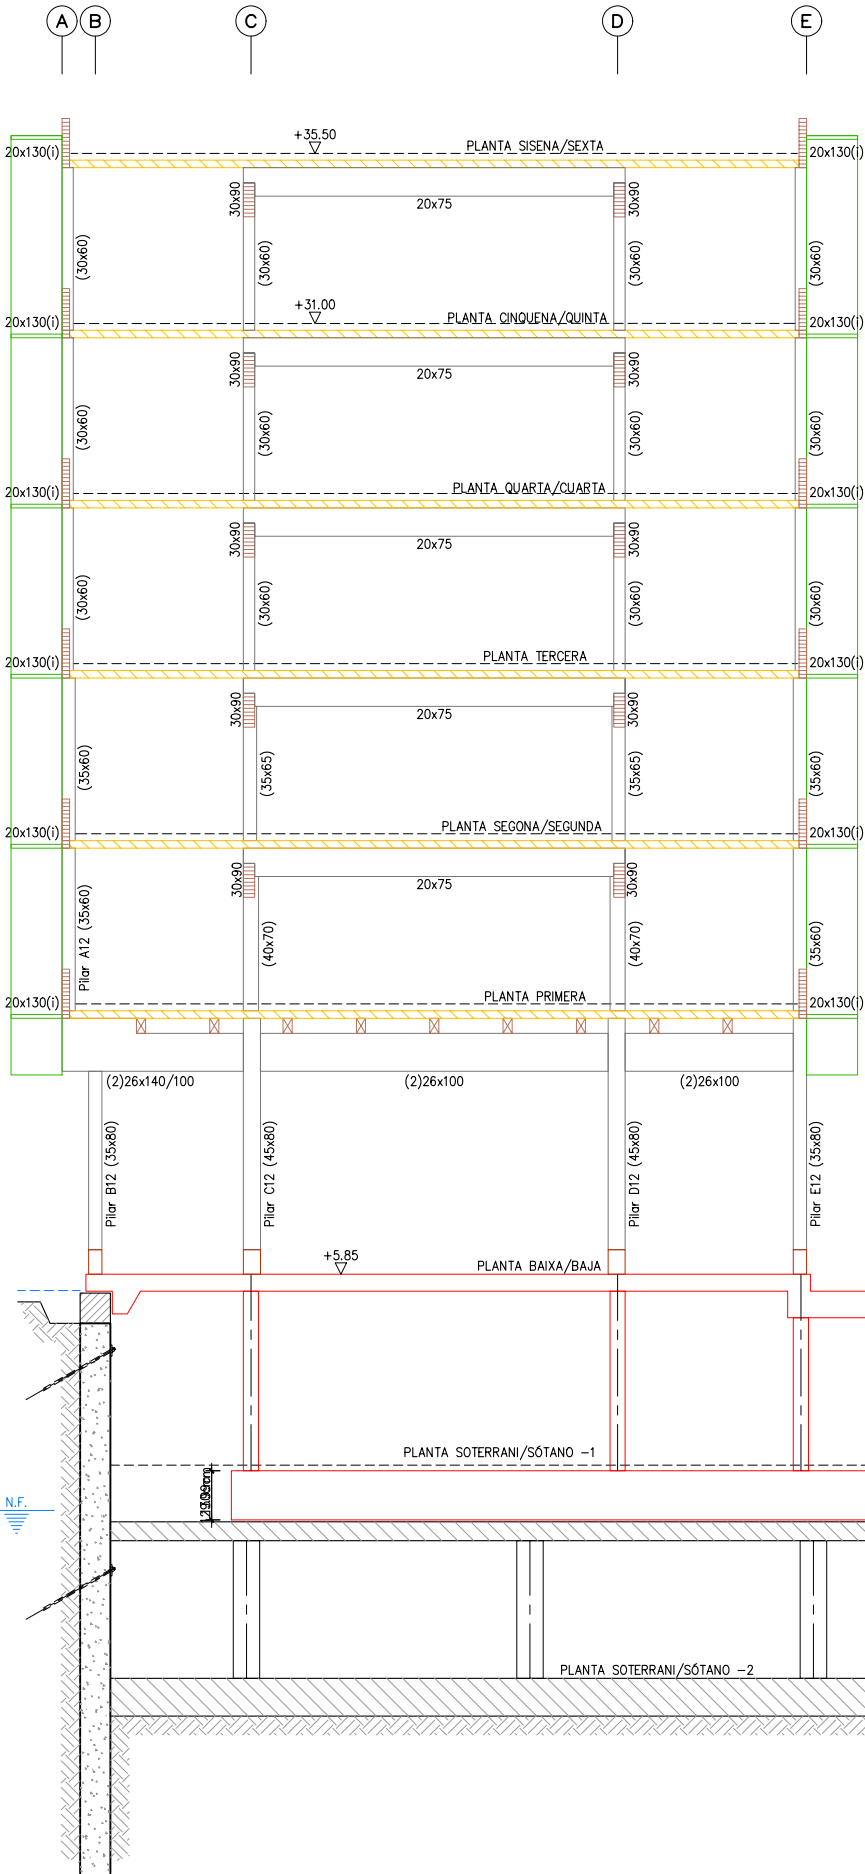 A B C D E
+35.50
PLANTA SISENA/SEXTA
20x130(i) 20x130(i)
30x90 30x90
20x75
(30x60) (30x60) (30x60) (30x60)
+31.00
PLANTA CINQUENA/QUINTA
20x130(i) 20x130(i)
30x90 30x90
20x75
(30x60) (30x60) (30x60) (30x60)
PLANTA QUARTA/CUARTA
20x130(i) 20x130(i)
30x90 30x90
20x75
(30x60) (30x60) (30x60) (30x60)
PLANTA TERCERA
20x130(i) 20x130(i)
30x90 30x90
20x75
(35x60) (35x65) (35x65) (35x60)
PLANTA SEGONA/SEGUNDA
20x130(i) 20x130(i)
30x90 30x90
20x75
Pilar A12 (35x60) (40x70) (40x70) (35x60)
PLANTA PRIMERA
20x130(i) 20x130(i)
(2)26x140/100 (2)26x100 (2)26x100
Pilar B12 (35x80) Pilar C12 (45x80) Pilar D12 (45x80) Pilar E12 (35x80)
+5.85
PLANTA BAIXA/BAJA
PLANTA SOTERRANI/SÓTANO -1
N.F.
PLANTA SOTERRANI/SÓTANO -2